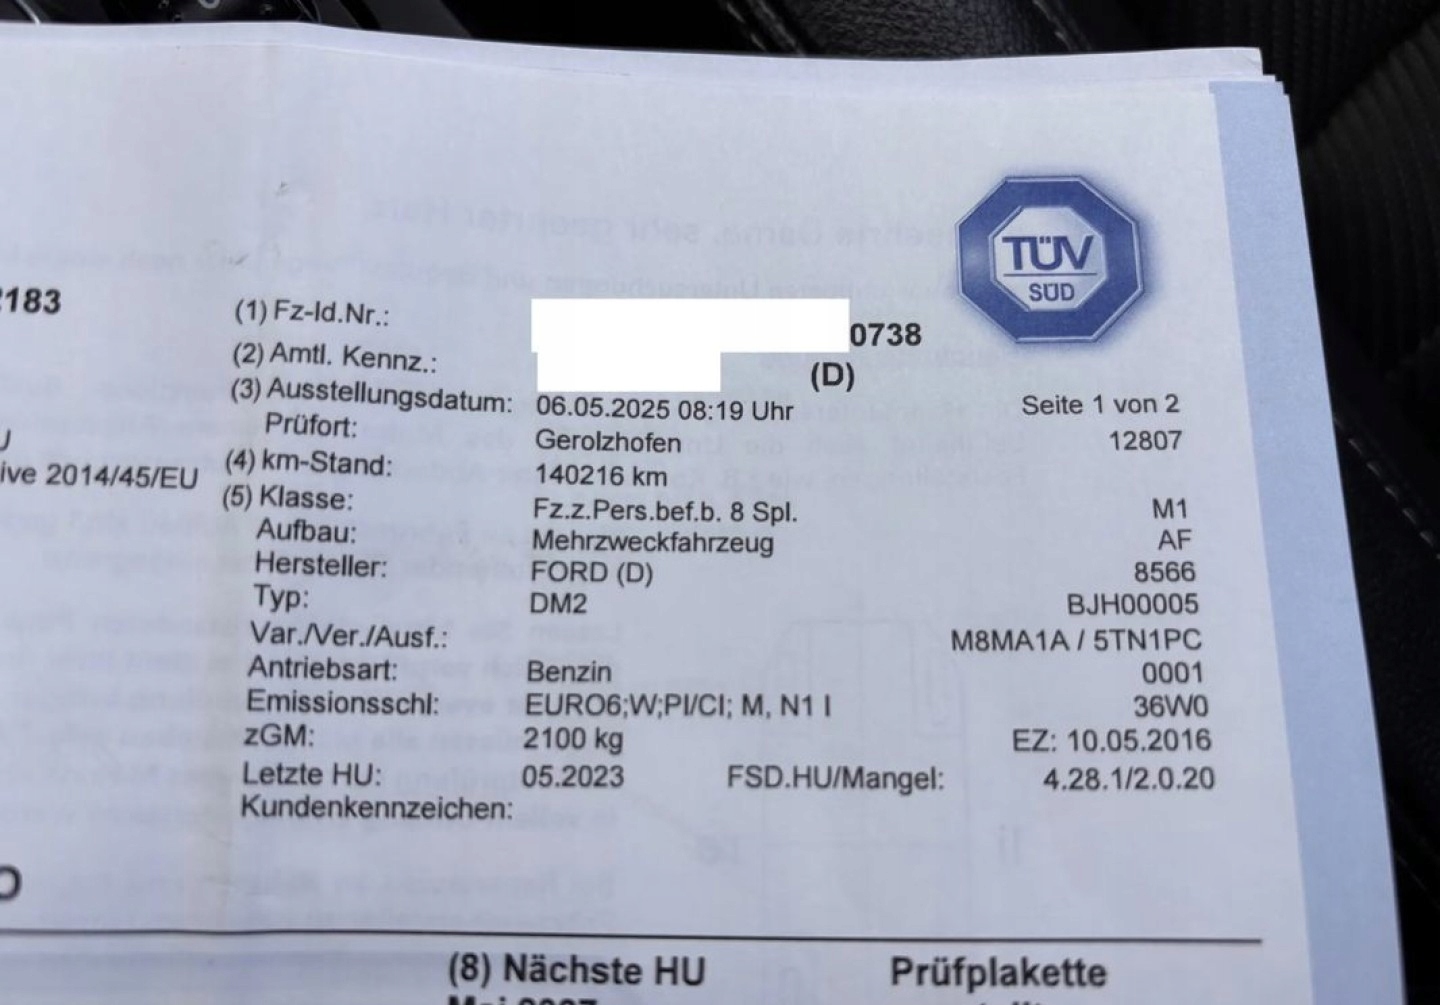 TÜV
SÜD
2183
(1) Fz-Id.Nr.: 0738
(2) Amtl. Kennz.: (D)
(3) Ausstellungsdatum: 06.05.2025 08:19 Uhr Seite 1 von 2
Prüfort: Gerolzhofen 12807
ive 2014/45/EU (4) km-Stand: 140216 km
(5) Klasse: Fz.z.Pers.bef.b. 8 Spl. M1
Aufbau: Mehrzweckfahrzeug AF
Hersteller: FORD (D) 8566
Typ: DM2 BJH00005
Var./Ver./Ausf.: M8MA1A / 5TN1PC
Antriebsart: Benzin 0001
Emissionsschl: EURO6;W;PI/CI; M, N1 I 36W0
zGM: 2100 kg EZ: 10.05.2016
Letzte HU: 05.2023 FSD.HU/Mangel: 4.28.1/2.0.20
Kundenkennzeichen:
(8) Nächste HU Prüfplakette